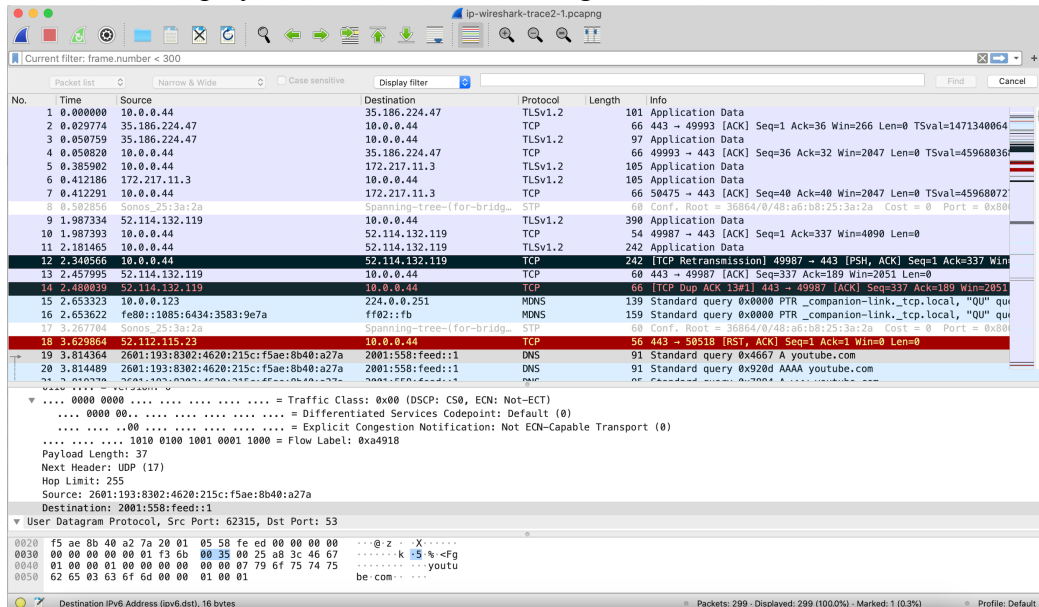 ip-wireshark-trace2-1.pcapng
Current filter: frame.number < 300
Packet list Narrow & Wide Case sensitive Display filter Find Cancel
No. Time Source Destination Protocol Length Info
1 0.000000 10.0.0.44 35.186.224.47 TLSv1.2 101 Application Data
2 0.029774 35.186.224.47 10.0.0.44 TCP 66 443 → 49993 [ACK] Seq=1 Ack=36 Win=266 Len=0 TSval=1471340064
3 0.050759 35.186.224.47 10.0.0.44 TLSv1.2 97 Application Data
4 0.050820 10.0.0.44 35.186.224.47 TCP 66 49993 → 443 [ACK] Seq=36 Ack=32 Win=2047 Len=0 TSval=45968036
5 0.385902 10.0.0.44 172.217.11.3 TLSv1.2 105 Application Data
6 0.412186 172.217.11.3 10.0.0.44 TLSv1.2 105 Application Data
7 0.412291 10.0.0.44 172.217.11.3 TCP 66 50475 → 443 [ACK] Seq=40 Ack=40 Win=2047 Len=0 TSval=45968072
8 0.502856 Sonos_25:3a:2a Spanning-tree-(for-bridg… STP 60 Conf. Root = 36864/0/48:a6:b8:25:3a:2a Cost = 0 Port = 0x80
9 1.987334 52.114.132.119 10.0.0.44 TLSv1.2 390 Application Data
10 1.987393 10.0.0.44 52.114.132.119 TCP 54 49987 → 443 [ACK] Seq=1 Ack=337 Win=4090 Len=0
11 2.181465 10.0.0.44 52.114.132.119 TLSv1.2 242 Application Data
12 2.340566 10.0.0.44 52.114.132.119 TCP 242 [TCP Retransmission] 49987 → 443 [PSH, ACK] Seq=1 Ack=337 Win=
13 2.457995 52.114.132.119 10.0.0.44 TCP 60 443 → 49987 [ACK] Seq=337 Ack=189 Win=2051 Len=0
14 2.480039 52.114.132.119 10.0.0.44 TCP 66 [TCP Dup ACK 13#1] 443 → 49987 [ACK] Seq=337 Ack=189 Win=2051
15 2.653323 10.0.0.123 224.0.0.251 MDNS 139 Standard query 0x0000 PTR _companion-link._tcp.local, "QU" que
16 2.653622 fe80::1085:6434:3583:9e7a ff02::fb MDNS 159 Standard query 0x0000 PTR _companion-link._tcp.local, "QU" que
17 3.267704 Sonos_25:3a:2a Spanning-tree-(for-bridg… STP 60 Conf. Root = 36864/0/48:a6:b8:25:3a:2a Cost = 0 Port = 0x80
18 3.629864 52.112.115.23 10.0.0.44 TCP 56 443 → 50518 [RST, ACK] Seq=1 Ack=1 Win=0 Len=0
19 3.814364 2601:193:8302:4620:215c:f5ae:8b40:a27a 2001:558:feed::1 DNS 91 Standard query 0x4667 A youtube.com
20 3.814489 2601:193:8302:4620:215c:f5ae:8b40:a27a 2001:558:feed::1 DNS 91 Standard query 0x920d AAAA youtube.com
.... 0000 0000 .... .... .... .... .... = Traffic Class: 0x00 (DSCP: CS0, ECN: Not-ECT)
.... 0000 00.. .... .... .... .... .... = Differentiated Services Codepoint: Default (0)
.... .... ..00 .... .... .... .... .... = Explicit Congestion Notification: Not ECN-Capable Transport (0)
.... .... .... 1010 0100 1001 0001 1000 = Flow Label: 0xa4918
Payload Length: 37
Next Header: UDP (17)
Hop Limit: 255
Source: 2601:193:8302:4620:215c:f5ae:8b40:a27a
Destination: 2001:558:feed::1
User Datagram Protocol, Src Port: 62315, Dst Port: 53
0020 f5 ae 8b 40 a2 7a 20 01 05 58 fe ed 00 00 00 00 ···@·z · ·X······
0030 00 00 00 00 00 01 f3 6b 00 35 00 25 a8 3c 46 67 ·······k ·5·%·<Fg
0040 01 00 00 01 00 00 00 00 00 00 07 79 6f 75 74 75 ········ ···youtu
0050 62 65 03 63 6f 6d 00 00 01 00 01 be·com·· ···
Destination IPv6 Address (ipv6.dst), 16 bytes Packets: 299 · Displayed: 299 (100.0%) · Marked: 1 (0.3%) Profile: Default